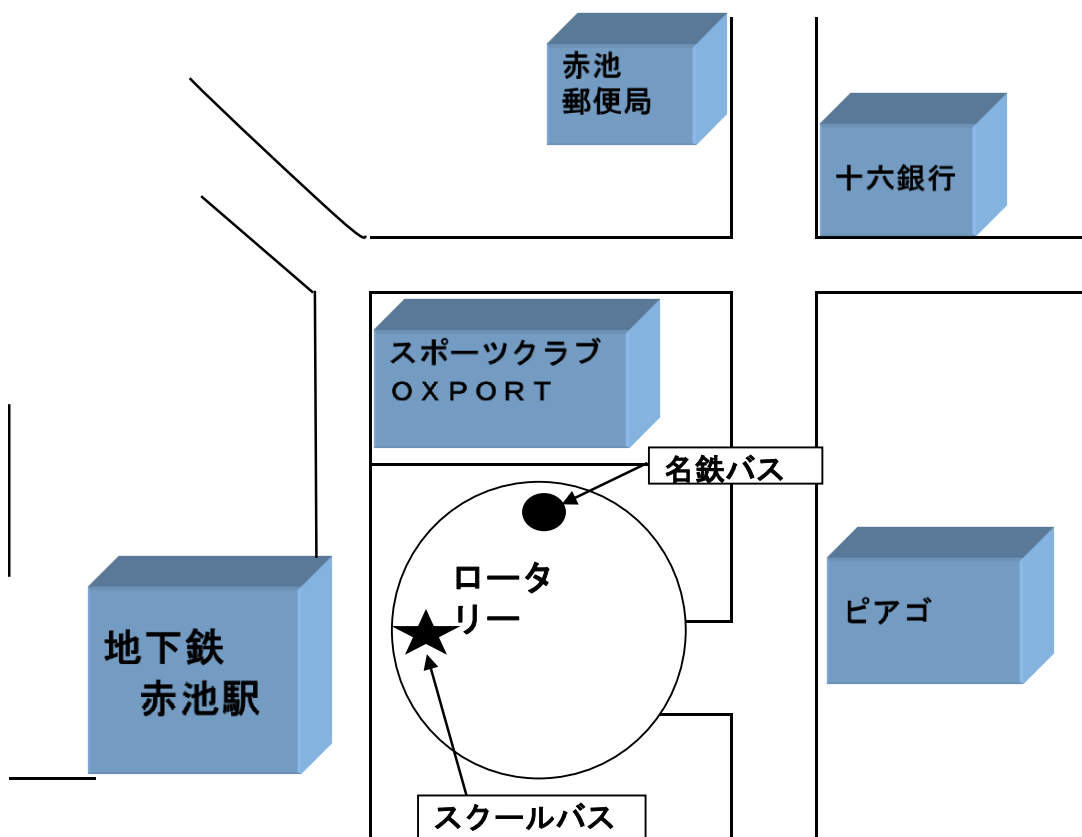 赤池
郵便局
十六銀行
スポーツクラブ
ＯＸＰＯＲＴ
名鉄バス
ロータ
リー
ピアゴ
地下鉄
赤池駅
スクールバス